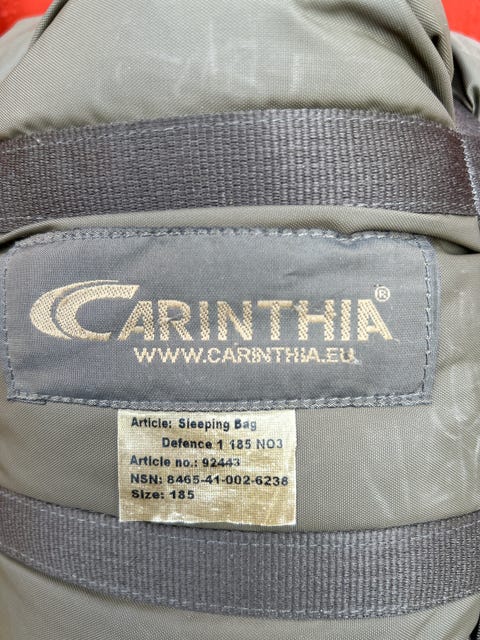 CARINTHIA®
WWW.CARINTHIA.EU
Article: Sleeping Bag
Defence 1 185 NO3
Article no.: 92443
NSN: 8465-41-002-6238
Size: 185